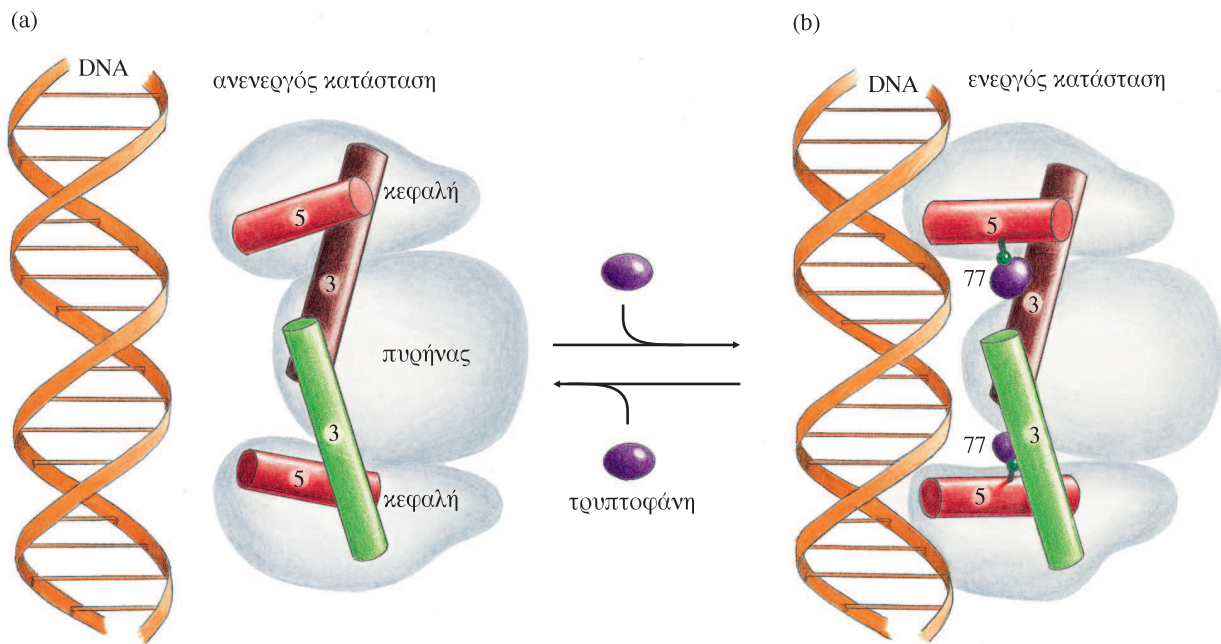 (a)
DNA
ανενεργός κατάσταση
κεφαλή
5
3
πυρήνας
3
5
κεφαλή
τρυπτοφάνη
(b)
DNA
ενεργός κατάσταση
5
77
3
77
3
5